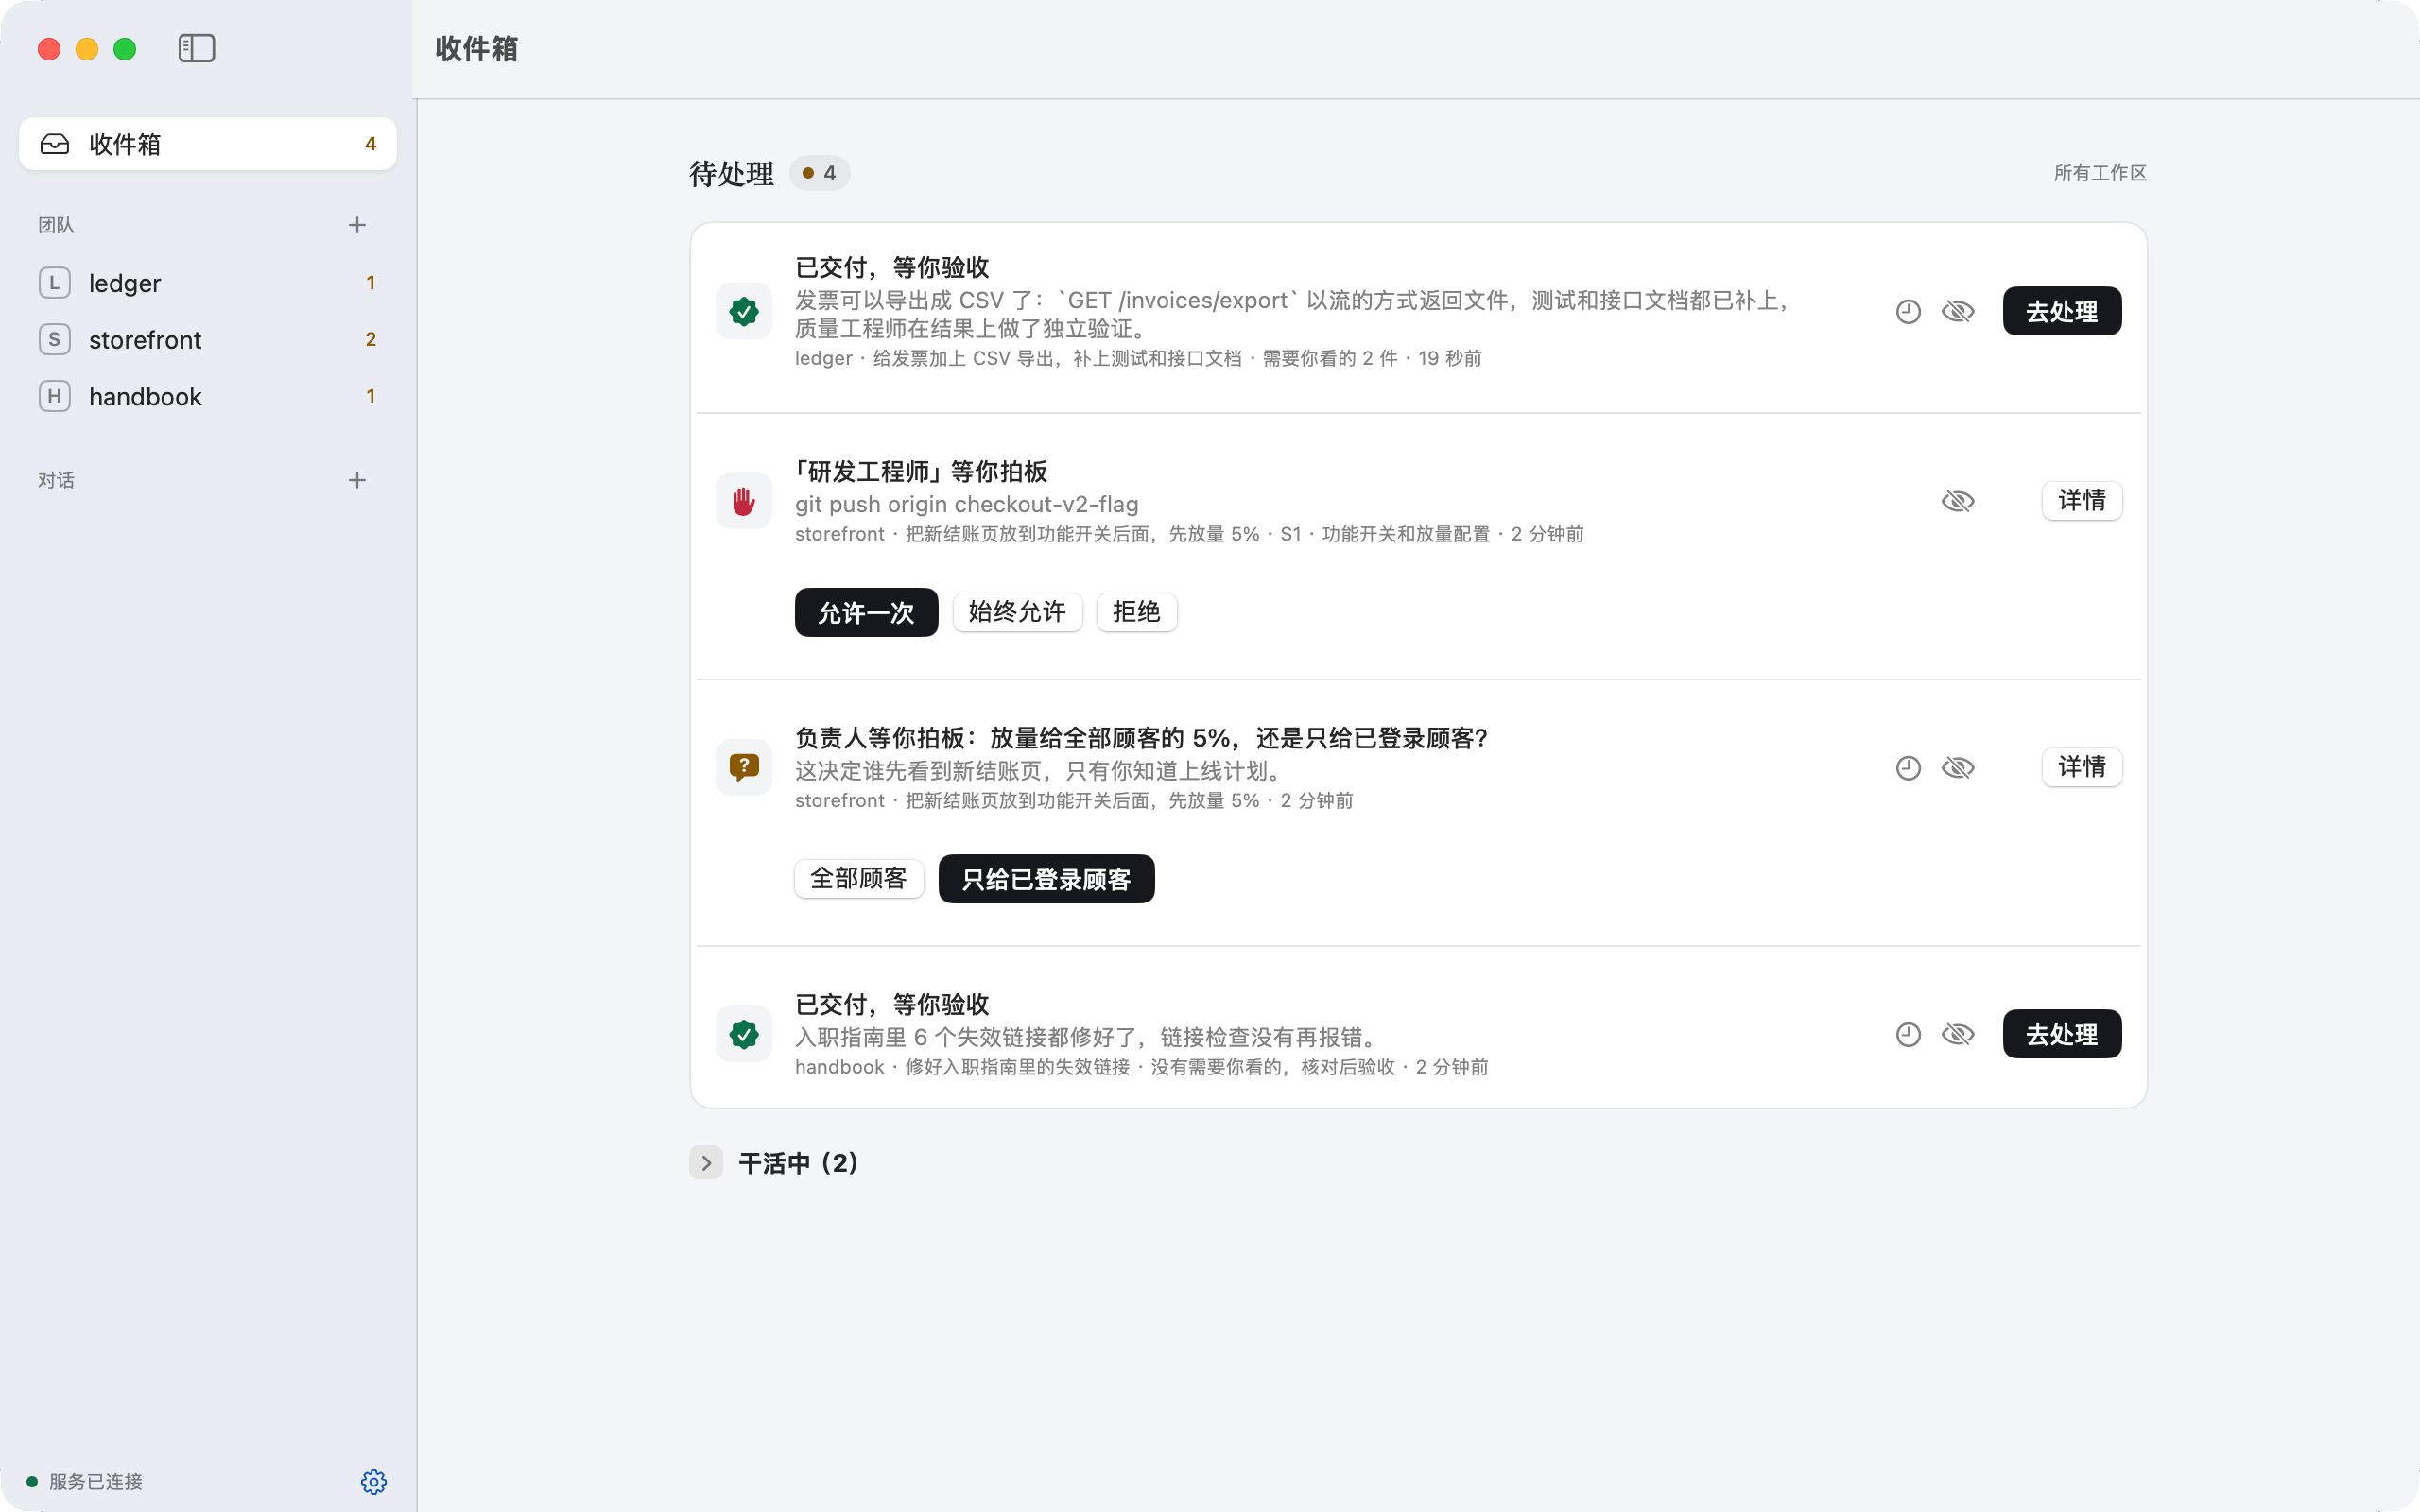 收件箱
收件箱 4
团队
L ledger 1
S storefront 2
H handbook 1
对话
服务已连接
待处理 4
所有工作区
已交付，等你验收
发票可以导出成 CSV 了：`GET /invoices/export` 以流的方式返回文件，测试和接口文档都已补上，
质量工程师在结果上做了独立验证。
ledger · 给发票加上 CSV 导出，补上测试和接口文档 · 需要你看的 2 件 · 19 秒前
去处理
「研发工程师」等你拍板
git push origin checkout-v2-flag
storefront · 把新结账页放到功能开关后面，先放量 5% · S1 · 功能开关和放量配置 · 2 分钟前
详情
允许一次 始终允许 拒绝
负责人等你拍板：放量给全部顾客的 5%，还是只给已登录顾客？
这决定谁先看到新结账页，只有你知道上线计划。
storefront · 把新结账页放到功能开关后面，先放量 5% · 2 分钟前
详情
全部顾客 只给已登录顾客
已交付，等你验收
入职指南里 6 个失效链接都修好了，链接检查没有再报错。
handbook · 修好入职指南里的失效链接 · 没有需要你看的，核对后验收 · 2 分钟前
去处理
干活中（2）